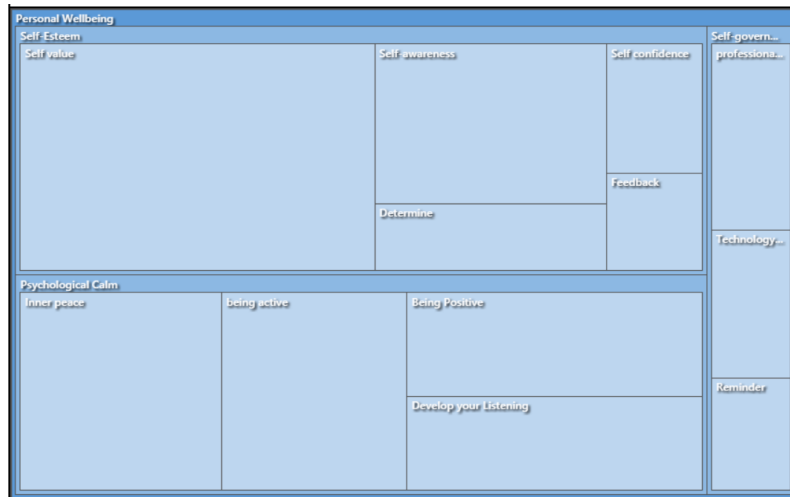 Personal Wellbeing
Self-Esteem
Self value
Self-awareness
Self confidence
Feedback
Determine
Psychological Calm
Inner peace
being active
Being Positive
Develop your Listening
Self-govern...
professiona...
Technology...
Reminder